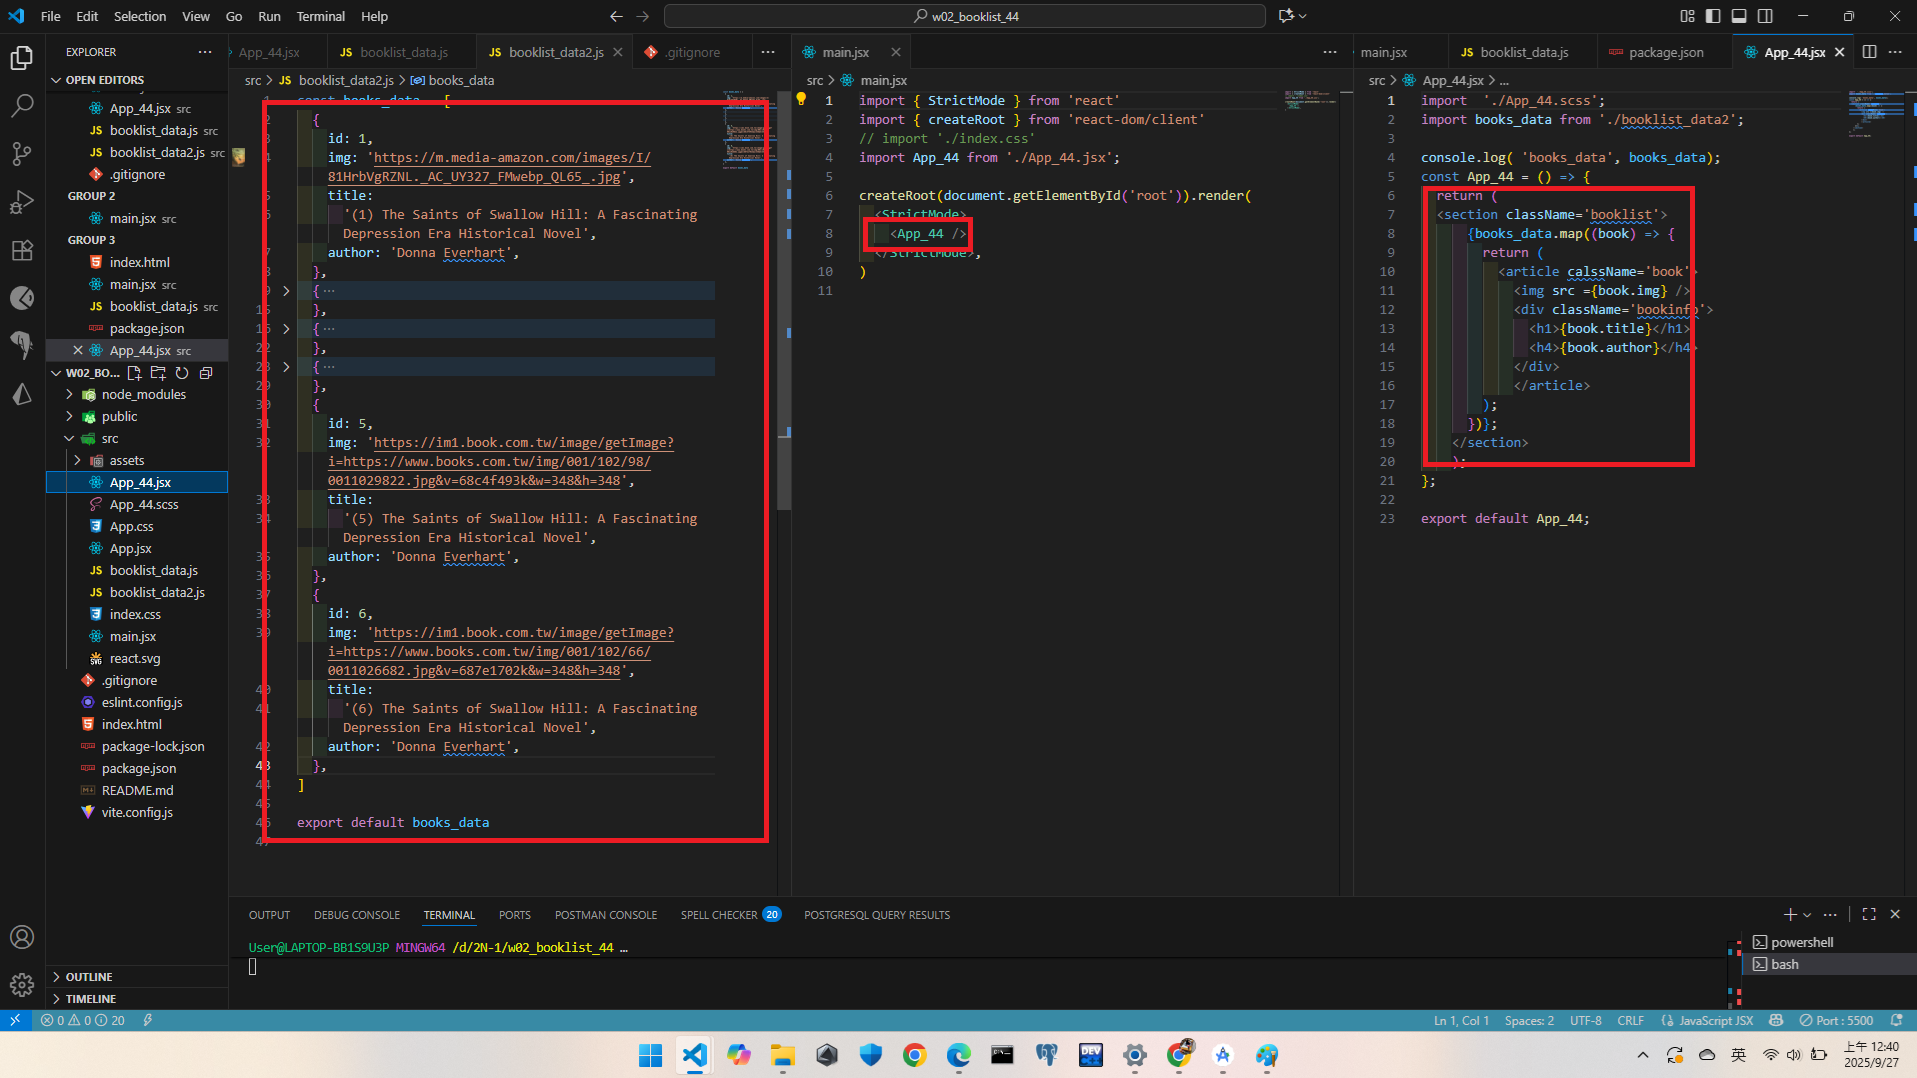 File Edit Selection View Go Run Terminal Help
w02_booklist_44
EXPLORER
OPEN EDITORS
App_44.jsx src
booklist_data.js src
booklist_data2.js src
.gitignore
GROUP 2
main.jsx src
GROUP 3
index.html
main.jsx src
booklist_data.js src
package.json
App_44.jsx src
W02_BO...
node_modules
public
src
assets
App_44.jsx
App_44.scss
App.css
App.jsx
booklist_data.js
booklist_data2.js
index.css
main.jsx
react.svg
.gitignore
eslint.config.js
index.html
package-lock.json
package.json
README.md
vite.config.js
OUTLINE
TIMELINE
App_44.jsx booklist_data.js booklist_data2.js .gitignore
src > booklist_data2.js > books_data
const books_data = [
{
id: 1,
img: 'https://m.media-amazon.com/images/I/
81HrbVgRZNL._AC_UY327_FMwebp_QL65_.jpg',
title:
'(1) The Saints of Swallow Hill: A Fascinating
Depression Era Historical Novel',
author: 'Donna Everhart',
},
{ ...
},
{ ...
},
{ ...
},
{
id: 5,
img: 'https://im1.book.com.tw/image/getImage?
i=https://www.books.com.tw/img/001/102/98/
0011029822.jpg&v=68c4f493k&w=348&h=348',
title:
'(5) The Saints of Swallow Hill: A Fascinating
Depression Era Historical Novel',
author: 'Donna Everhart',
},
{
id: 6,
img: 'https://im1.book.com.tw/image/getImage?
i=https://www.books.com.tw/img/001/102/66/
0011026682.jpg&v=687e1702k&w=348&h=348',
title:
'(6) The Saints of Swallow Hill: A Fascinating
Depression Era Historical Novel',
author: 'Donna Everhart',
},
]
export default books_data
main.jsx
src > main.jsx
1 import { StrictMode } from 'react'
2 import { createRoot } from 'react-dom/client'
3 // import './index.css'
4 import App_44 from './App_44.jsx';
5
6 createRoot(document.getElementById('root')).render(
7 <StrictMode>
8 <App_44 />
9 </StrictMode>,
10 )
11
main.jsx booklist_data.js package.json App_44.jsx
src > App_44.jsx > ...
1 import './App_44.scss';
2 import books_data from './booklist_data2';
3
4 console.log( 'books_data', books_data);
5 const App_44 = () => {
6 return (
7 <section className='booklist'>
8 {books_data.map((book) => {
9 return (
10 <article calssName='book'>
11 <img src ={book.img} />
12 <div className='bookinfo'>
13 <h1>{book.title}</h1>
14 <h4>{book.author}</h4>
15 </div>
16 </article>
17 );
18 })};
19 </section>
20 );
21 };
22
23 export default App_44;
OUTPUT DEBUG CONSOLE TERMINAL PORTS POSTMAN CONSOLE SPELL CHECKER 20 POSTGRESQL QUERY RESULTS
User@LAPTOP-BB1S9U3P MINGW64 /d/2N-1/w02_booklist_44 ...
powershell
bash
0 0 20
Ln 1, Col 1 Spaces: 2 UTF-8 CRLF {} JavaScript JSX Port : 5500
DEV
英
上午 12:40
2025/9/27